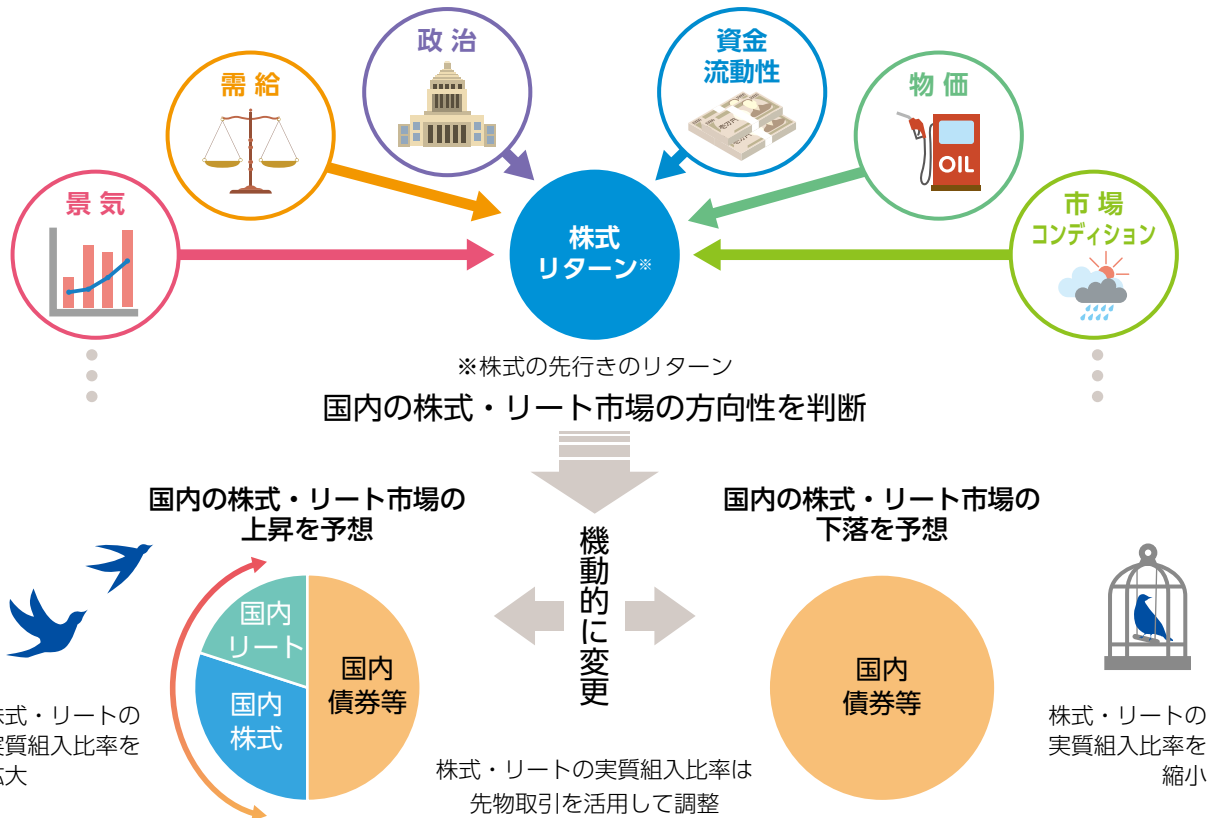 政 治
資金
流動性
需 給
物 価
OIL
景 気
市 場
コンディション
株式
リターン※
※株式の先行きのリターン
国内の株式・リート市場の方向性を判断
国内の株式・リート市場の
上昇を予想
国内
リート
国内
株式
国内
債券等
株式・リートの
実質組入比率を
拡大
機動的に変更
株式・リートの実質組入比率は
先物取引を活用して調整
国内の株式・リート市場の
下落を予想
国内
債券等
株式・リートの
実質組入比率を
縮小